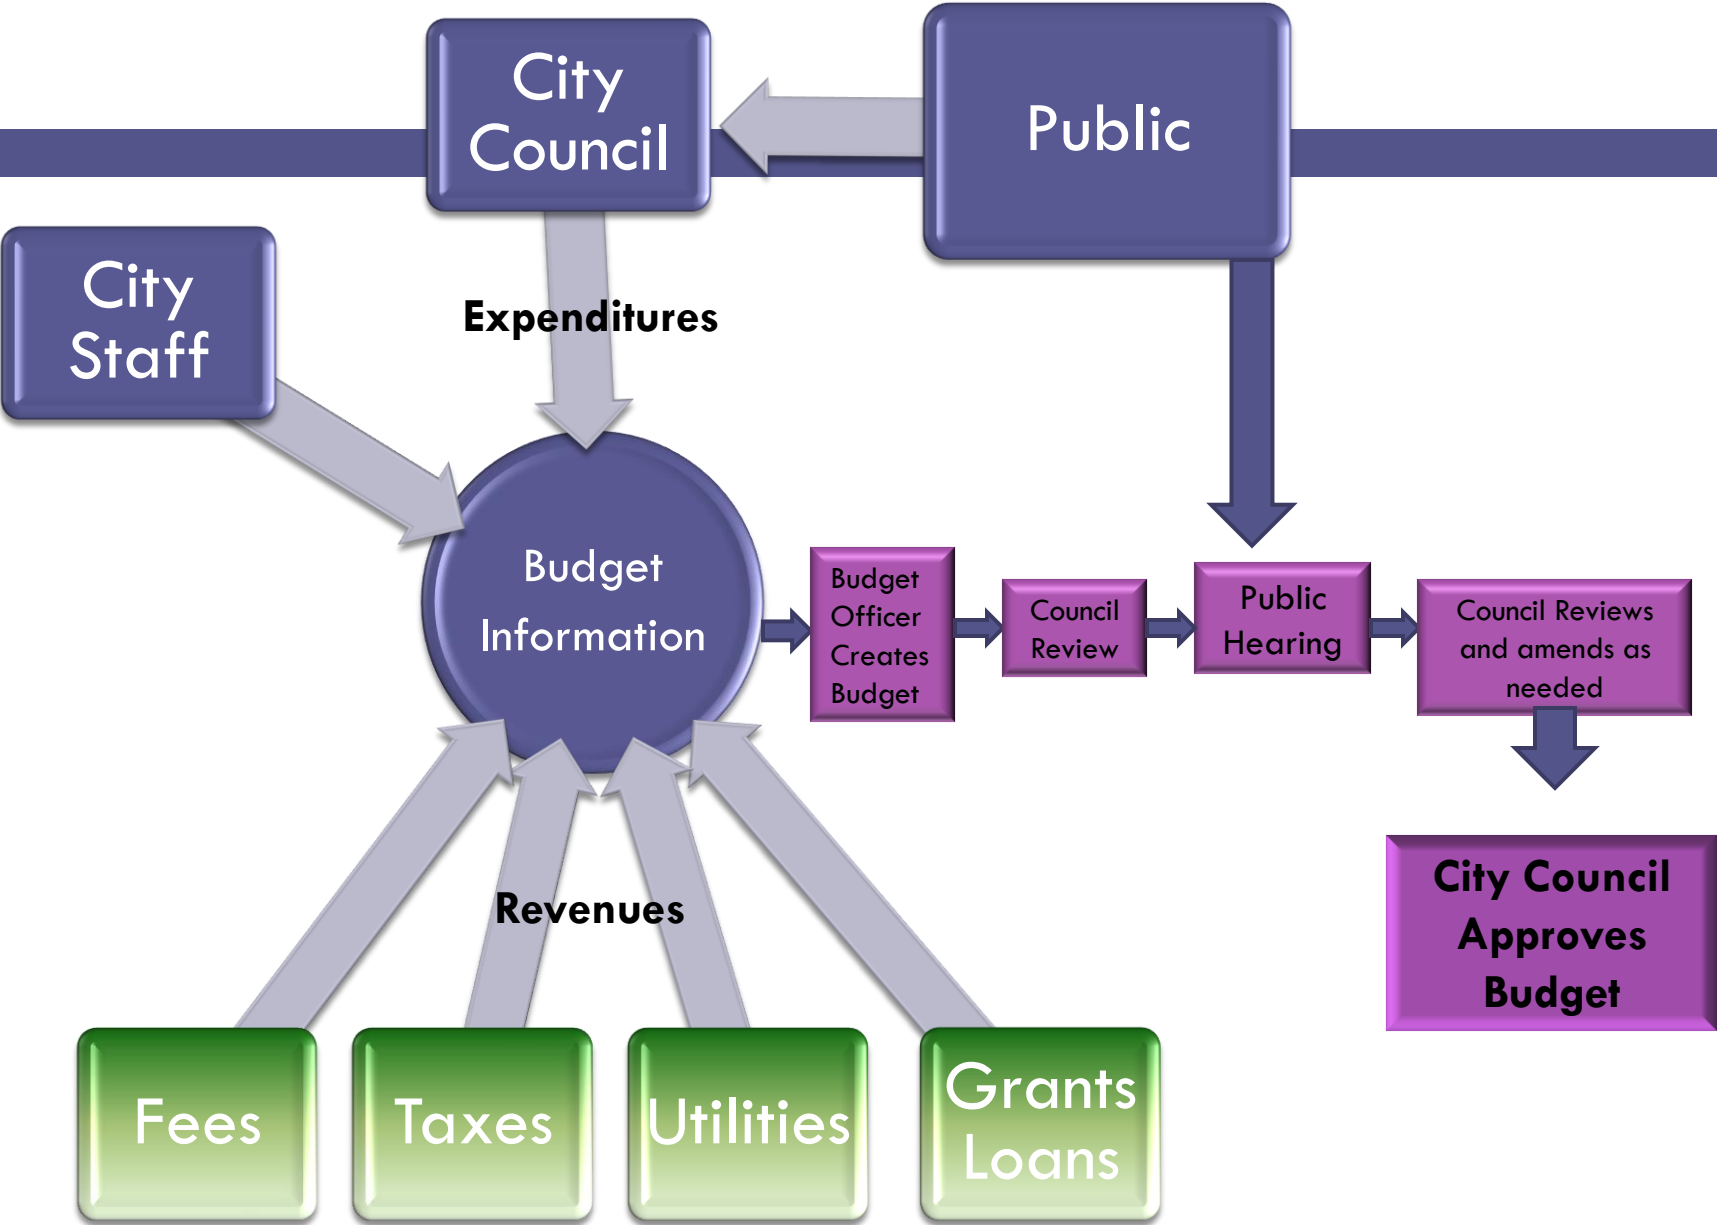 City
Council
Public
City
Staff
Expenditures
Budget
Information
Budget
Officer
Creates
Budget
Council
Review
Public
Hearing
Council Reviews
and amends as
needed
City Council
Approves
Budget
Revenues
Fees
Taxes
Utilities
Grants
Loans